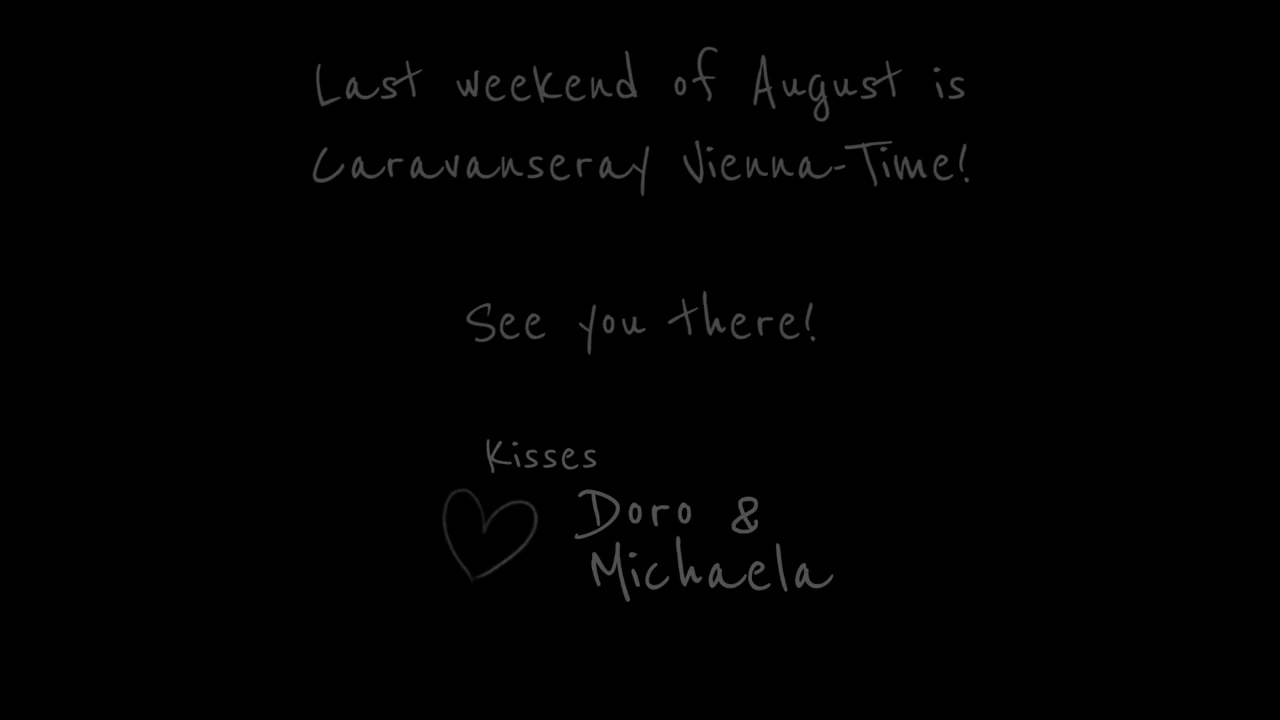 Last weekend of August is
Caravanseray Vienna-Time!
See you there!
Kisses
Doro &
Michaela